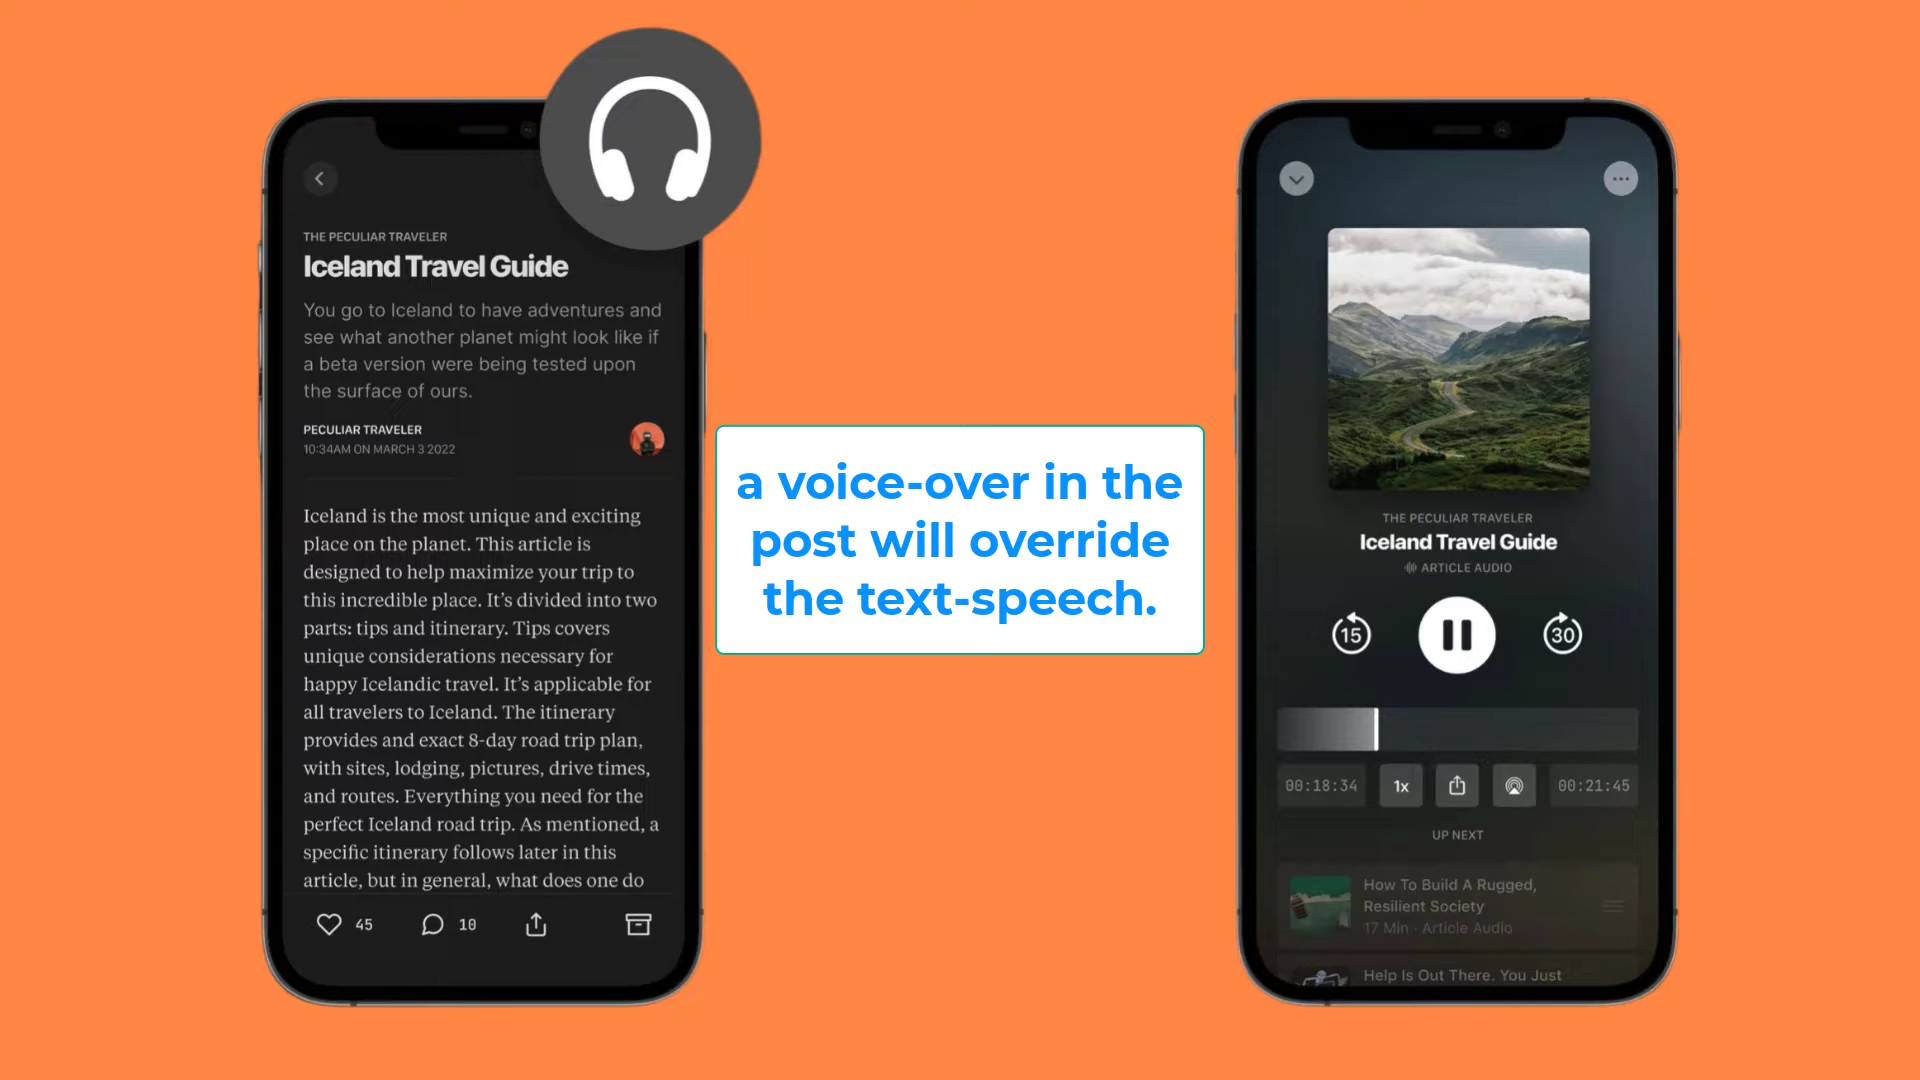 THE PECULIAR TRAVELER
Iceland Travel Guide
You go to Iceland to have adventures and
see what another planet might look like if
a beta version were being tested upon
the surface of ours.
PECULIAR TRAVELER
10:34AM ON MARCH 3 2022
Iceland is the most unique and exciting
place on the planet. This article is
designed to help maximize your trip to
this incredible place. It’s divided into two
parts: tips and itinerary. Tips covers
unique considerations necessary for
happy Icelandic travel. It’s applicable for
all travelers to Iceland. The itinerary
provides and exact 8-day road trip plan,
with sites, lodging, pictures, drive times,
and routes. Everything you need for the
perfect Iceland road trip. As mentioned, a
specific itinerary follows later in this
article, but in general, what does one do
45 10
a voice-over in the
post will override
the text-speech.
THE PECULIAR TRAVELER
Iceland Travel Guide
ARTICLE AUDIO
15 30
00:18:34 1x 00:21:45
UP NEXT
How To Build A Rugged,
Resilient Society
17 Min · Article Audio
Help Is Out There. You Just